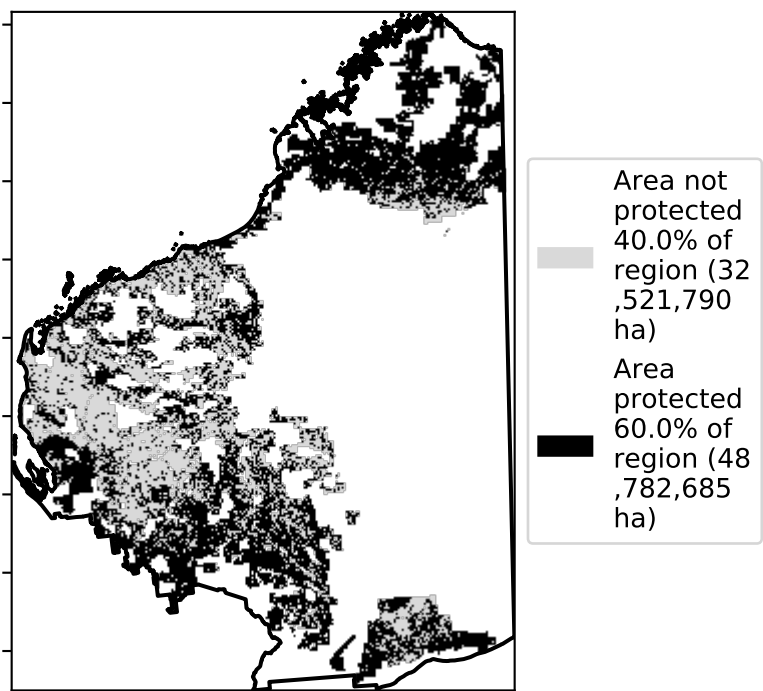 Area not
protected
40.0% of
region (32
,521,790
ha)
Area
protected
60.0% of
region (48
,782,685
ha)